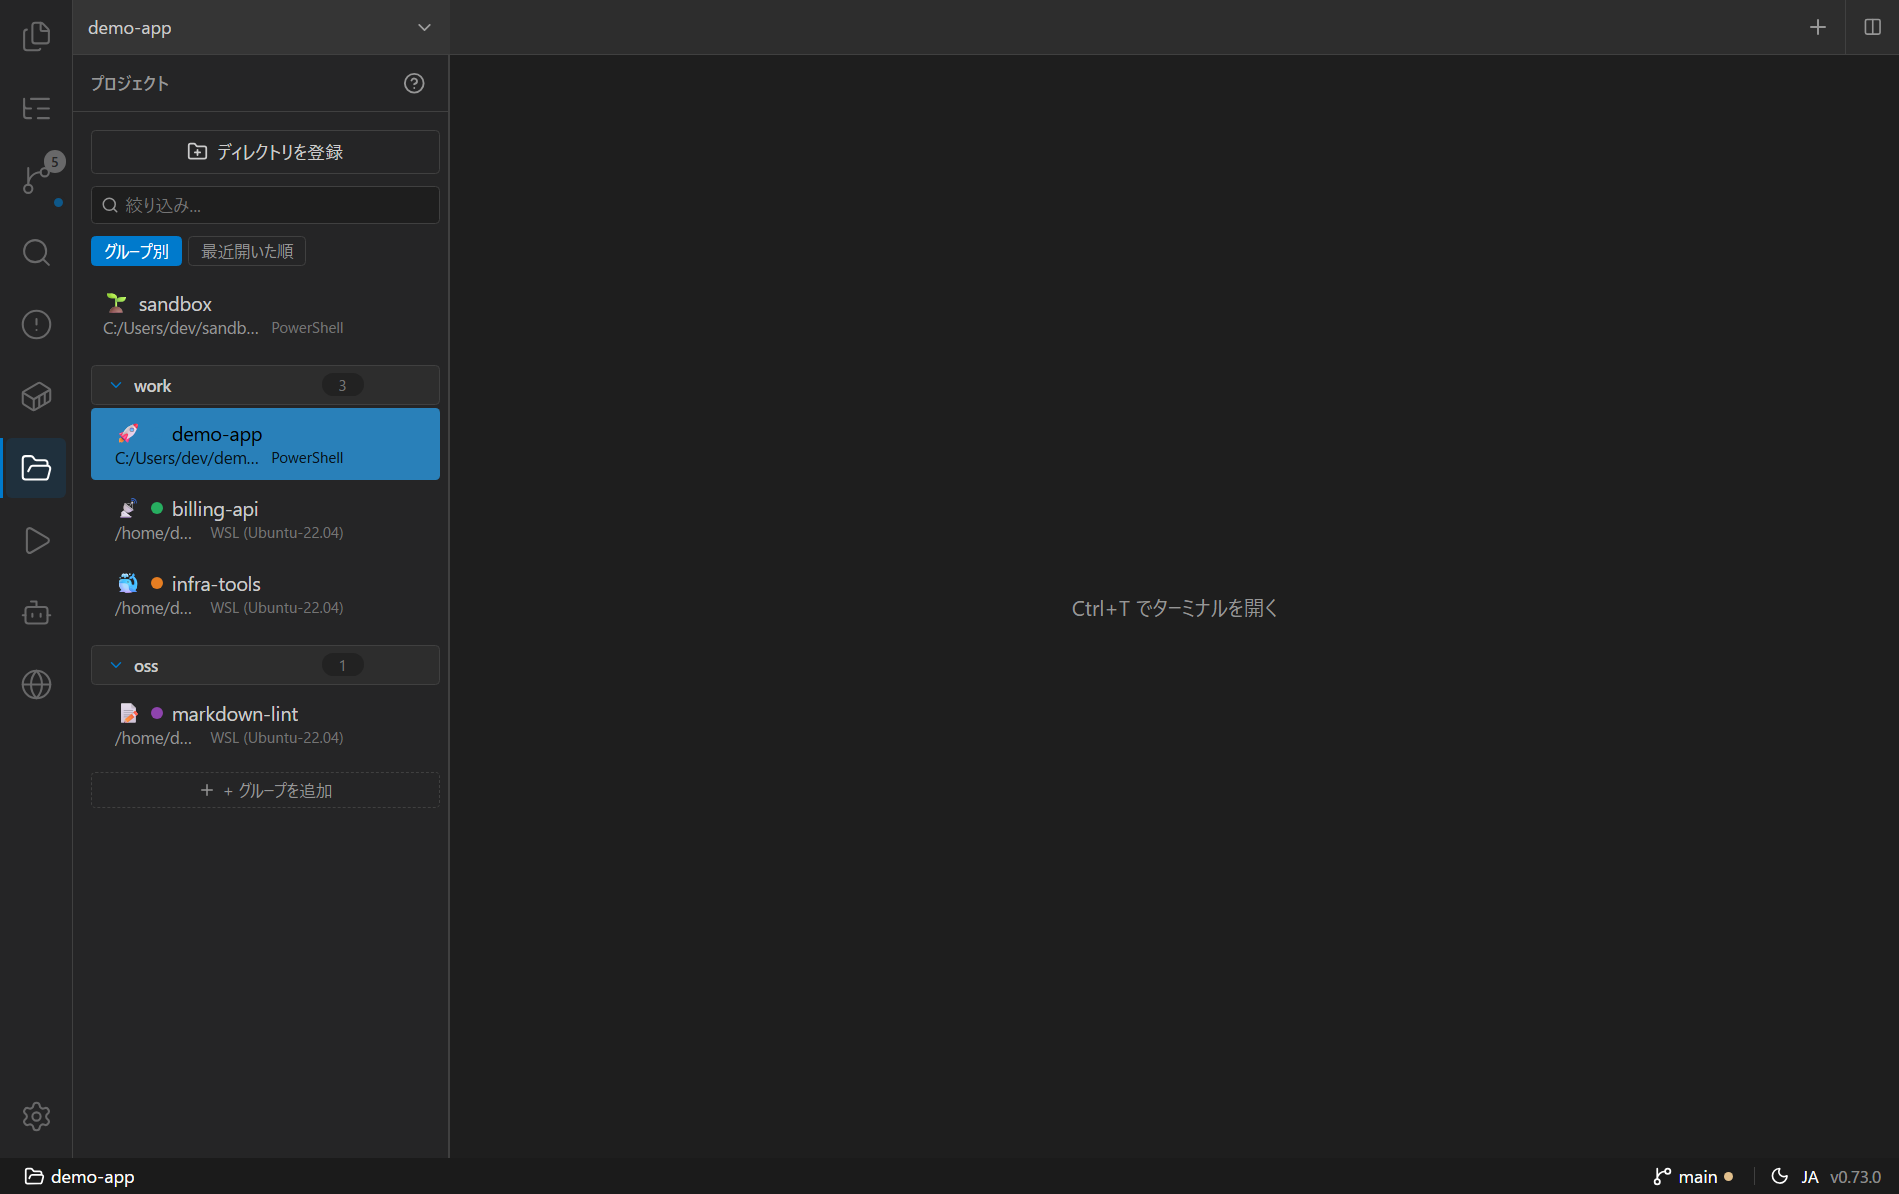 demo-app
プロジェクト
ディレクトリを登録
5
絞り込み...
グループ別 最近開いた順
sandbox
C:/Users/dev/sandb... PowerShell
work 3
demo-app
C:/Users/dev/dem... PowerShell
billing-api
/home/d... WSL (Ubuntu-22.04)
infra-tools
/home/d... WSL (Ubuntu-22.04)
Ctrl+T でターミナルを開く
oss 1
markdown-lint
/home/d... WSL (Ubuntu-22.04)
+ グループを追加
demo-app
main JA v0.73.0